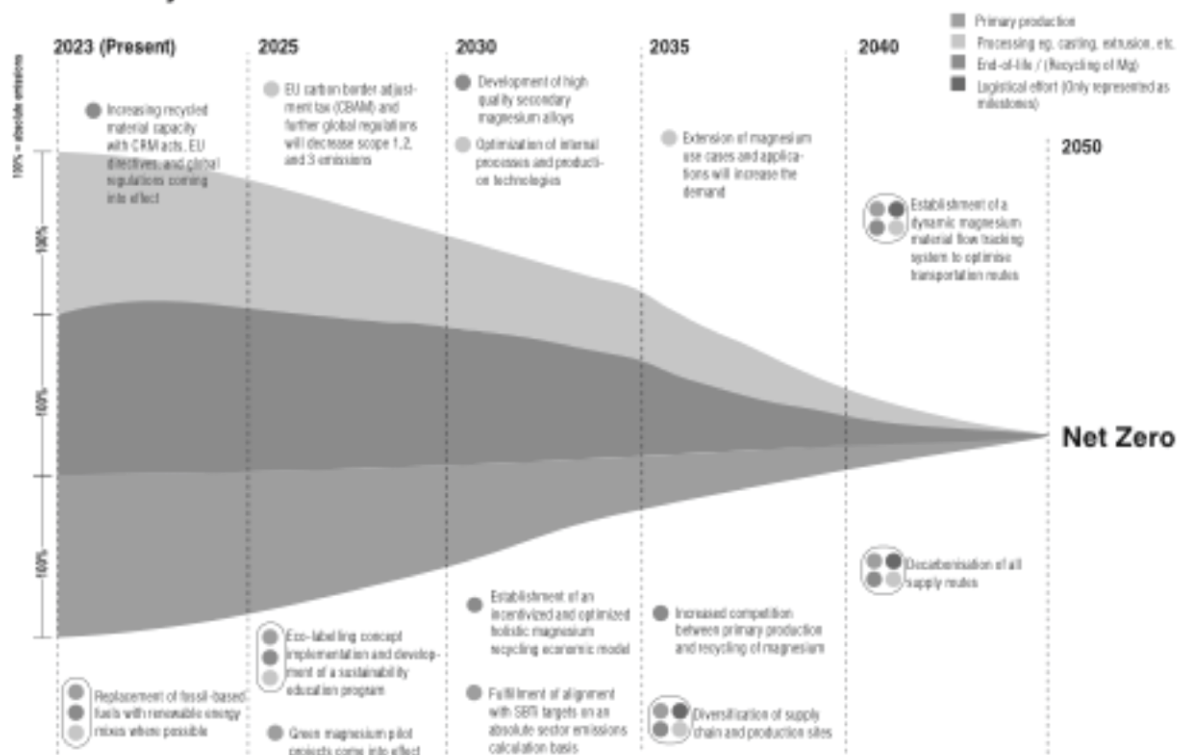 2023 (Present)
2025
2030
2035
2040
2050
Primary production
Processing eg. casting, extrusion, etc.
End-of-life / (Recycling of Mg)
Logistical effort (Only represented as
milestones)
100% = absolute emissions
100%
100%
100%
Increasing recycled
material capacity
with CRM acts, EU
directives, and global
regulations coming
into effect
EU carbon border adjust-
ment tax (CBAM) and
further global regulations
will decrease scope 1,2,
and 3 emissions
Development of high
quality secondary
magnesium alloys
Optimization of internal
processes and producti-
on technologies
Extension of magnesium
use cases and applica-
tions will increase the
demand
Establishment of a
dynamic magnesium
material flow tracking
system to optimise
transportation routes
Net Zero
Decarbonisation of all
supply routes
Replacement of fossil-based
fuels with renewable energy
mixes where possible
Eco-labelling concept
implementation and develop-
ment of a sustainability
education program
Green magnesium pilot
projects come into effect
Establishment of an
incentivized and optimized
holistic magnesium
recycling economic model
Fulfillment of alignment
with SBTi targets on an
absolute sector emissions
calculation basis
Increased competition
between primary production
and recycling of magnesium
Diversification of supply
chain and production sites